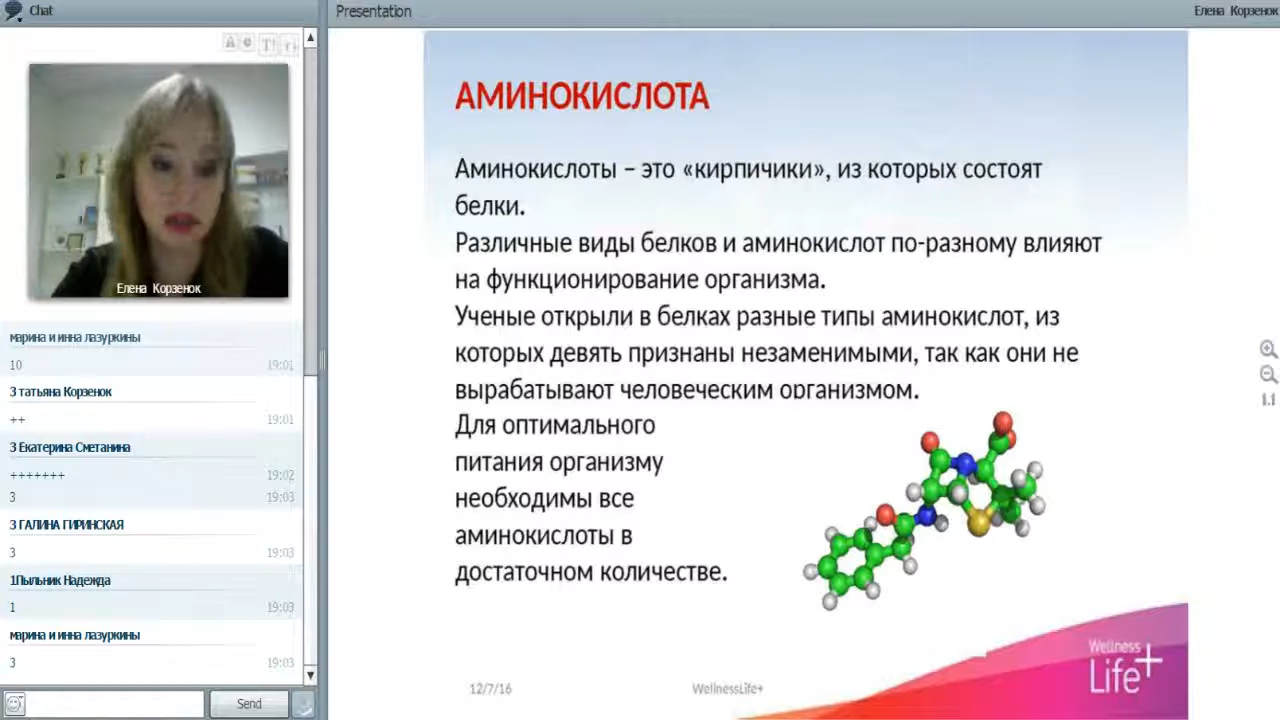 Chat
Presentation
Елена Корзенок
Елена Корзенок
марина и инна лазуркины
10 19:01
3 татьяна Корзенок
++ 19:01
3 Екатерина Сметанина
+++++++ 19:02
3 19:03
3 ГАЛИНА ГИРИНСКАЯ
3 19:03
1Пыльник Надежда
1 19:03
марина и инна лазуркины
3 19:03
Send
АМИНОКИСЛОТА
Аминокислоты – это «кирпичики», из которых состоят
белки.
Различные виды белков и аминокислот по-разному влияют
на функционирование организма.
Ученые открыли в белках разные типы аминокислот, из
которых девять признаны незаменимыми, так как они не
вырабатывают человеческим организмом.
Для оптимального
питания организму
необходимы все
аминокислоты в
достаточном количестве.
12/7/16
WellnessLife+
Wellness
Life+
1:1